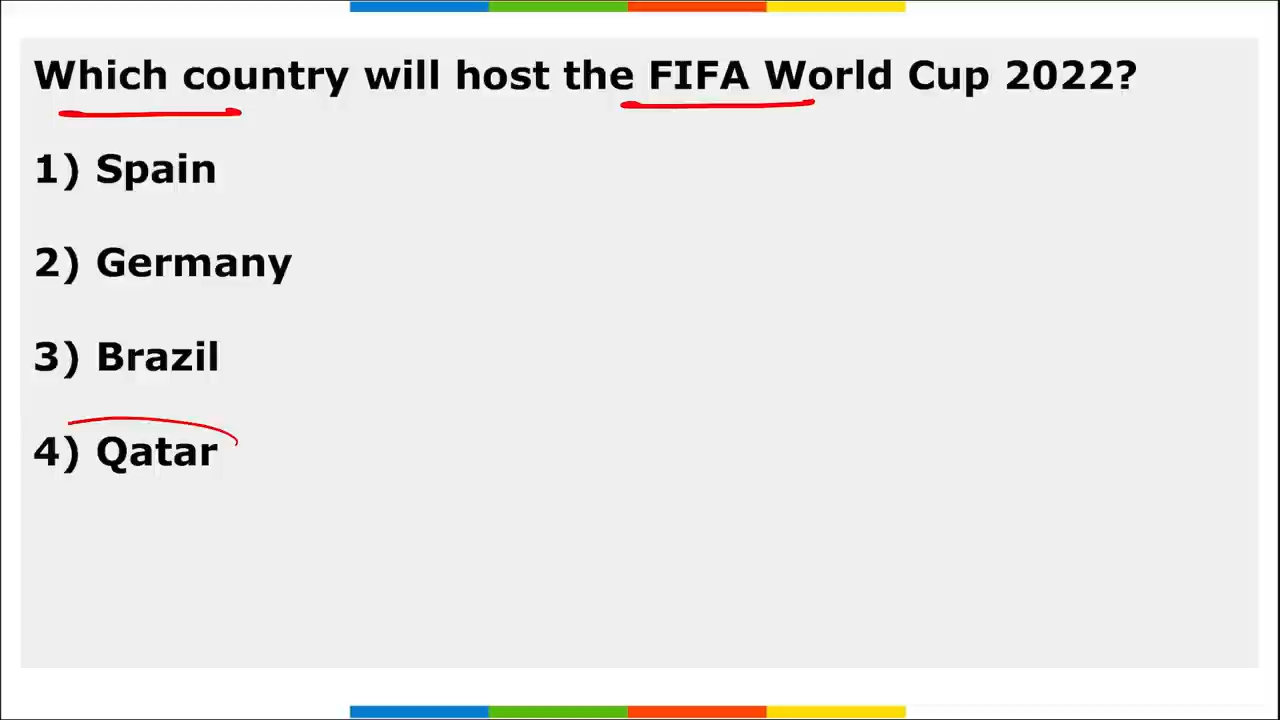 Which country will host the FIFA World Cup 2022?
1) Spain
2) Germany
3) Brazil
4) Qatar